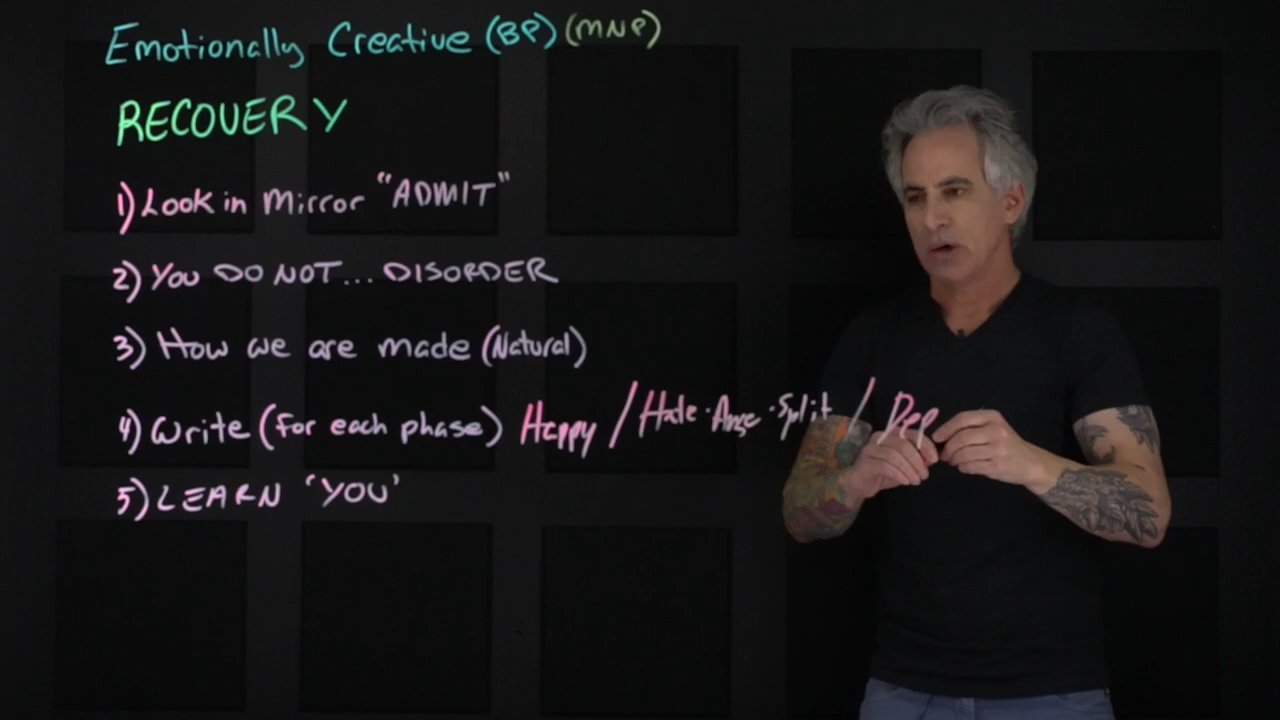 Emotionally Creative (BP) (MNP)
RECOVERY
1) Look in Mirror "ADMIT"
2) You DO NOT... DISORDER
3) How we are made (Natural)
4) Write (For each phase) Happy / Hate · Ange · Split / Dep
5) LEARN 'YOU'